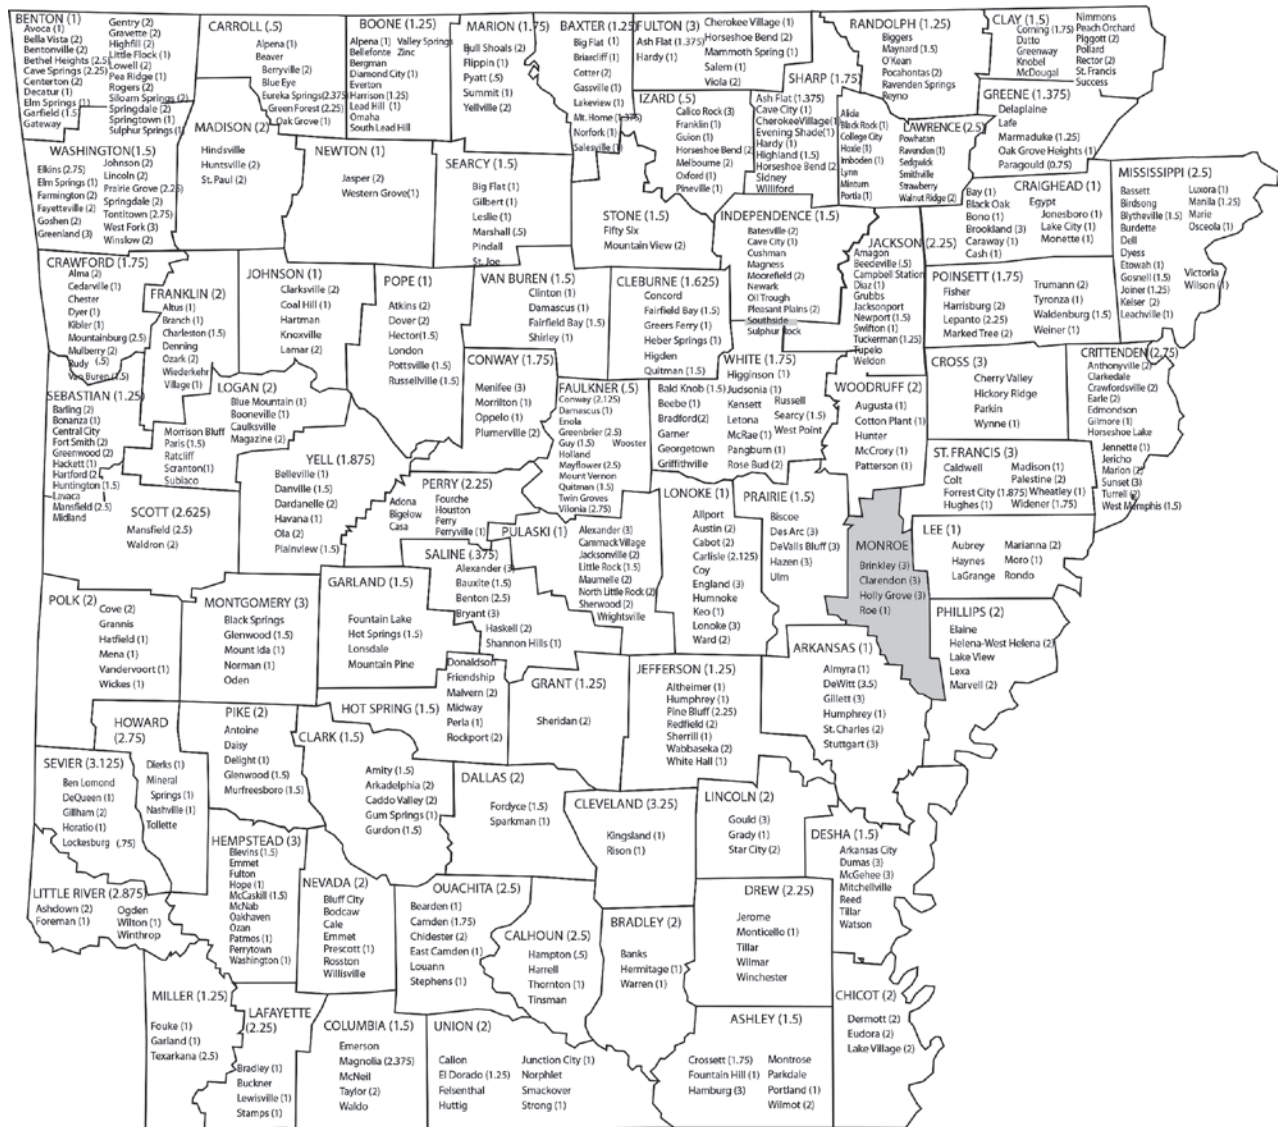 BENTON (1)
Avoca (1)
Bella Vista (2)
Bentonville (2)
Bethel Heights (2.5)
Cave Springs (2.25)
Centerton (2)
Decatur (1)
Elm Springs (1)
Garfield (1.5)
Gateway
Gentry (2)
Gravette (2)
Highfill (2)
Little Flock (1)
Lowell (2)
Pea Ridge (1)
Rogers (2)
Siloam Springs (2)
Springdale (2)
Springtown (1)
Sulphur Springs (1)
CARROLL (.5)
Alpena (1)
Beaver
Berryville (2)
Blue Eye
Eureka Springs(2.375)
Green Forest (2.25)
Oak Grove (1)
BOONE (1.25)
Alpena (1)
Bellefonte
Bergman
Diamond City (1)
Everton
Harrison (1.25)
Lead Hill (1)
Omaha
South Lead Hill
Valley Springs
Zinc
MARION (1.75)
Bull Shoals (2)
Flippin (1)
Pyatt (.5)
Summit (1)
Yellville (2)
BAXTER (1.25)
Big Flat (1)
Briarcliff (1)
Cotter (2)
Gassville (1)
Lakeview (1)
Mt. Home (1.375)
Norfork (1)
Salesville (1)
FULTON (3)
Ash Flat (1.375)
Hardy (1)
Cherokee Village (1)
Horseshoe Bend (2)
Mammoth Spring (1)
Salem (1)
Viola (2)
SHARP (1.75)
Ash Flat (1.375)
Cave City (1)
CherokeeVillage(1)
Evening Shade(1)
Hardy (1)
Highland (1.5)
Horseshoe Bend (2)
Sidney
Williford
RANDOLPH (1.25)
Biggers
Maynard (1.5)
O'Kean
Pocahontas (2)
Ravenden Springs
Reyno
CLAY (1.5)
Corning (1.75)
Datto
Greenway
Knobel
McDougal
Nimmons
Peach Orchard
Piggott (2)
Pollard
Rector (2)
St. Francis
Success
GREENE (1.375)
Delaplaine
Lafe
Marmaduke (1.25)
Oak Grove Heights (1)
Paragould (0.75)
LAWRENCE (2.5)
Alicia
Black Rock (1)
College City
Hoxie (1)
Imboden (1)
Lynn
Minturn
Portia (1)
Powhatan
Ravenden (1)
Sedgwick
Smithville
Strawberry
Walnut Ridge (2)
IZARD (.5)
Calico Rock (3)
Franklin (1)
Guion (1)
Horseshoe Bend (2)
Melbourne (2)
Oxford (1)
Pineville (1)
MADISON (2)
Hindsville
Huntsville (2)
St. Paul (2)
WASHINGTON(1.5)
Elkins (2.75)
Elm Springs (1)
Farmington (2)
Fayetteville (2)
Goshen (2)
Greenland (3)
Johnson (2)
Lincoln (2)
Prairie Grove (2.25)
Springdale (2)
Tontitown (2.75)
West Fork (3)
Winslow (2)
NEWTON (1)
Jasper (2)
Western Grove(1)
SEARCY (1.5)
Big Flat (1)
Gilbert (1)
Leslie (1)
Marshall (.5)
Pindall
St. Joe
STONE (1.5)
Fifty Six
Mountain View (2)
INDEPENDENCE (1.5)
Batesville (2)
Cave City (1)
Cushman
Magness
Moorefield (2)
Newark
Oil Trough
Pleasant Plains (2)
Southside
Sulphur Rock
JACKSON (2.25)
Amagon
Beedeville (.5)
Campbell Station
Diaz (1)
Grubbs
Jacksonport
Newport (1.5)
Swifton (1)
Tuckerman (1.25)
Tupelo
Weldon
CRAIGHEAD (1)
Bay (1)
Black Oak
Bono (1)
Brookland (3)
Caraway (1)
Cash (1)
Egypt
Jonesboro (1)
Lake City (1)
Monette (1)
MISSISSIPPI (2.5)
Bassett
Birdsong
Blytheville (1.5)
Burdette
Dell
Dyess
Etowah (1)
Gosnell (1.5)
Joiner (1.25)
Keiser (2)
Leachville (1)
Luxora (1)
Manila (1.25)
Marie
Osceola (1)
Victoria
Wilson (1)
CRAWFORD (1.75)
Alma (2)
Cedarville (1)
Chester
Dyer (1)
Kibler (1)
Mountainburg (2.5)
Mulberry (2)
Rudy (.5)
Van Buren (1.5)
FRANKLIN (2)
Altus (1)
Branch (1)
Charleston (1.5)
Denning
Ozark (2)
Wiederkehr
Village (1)
JOHNSON (1)
Clarksville (2)
Coal Hill (1)
Hartman
Knoxville
Lamar (2)
POPE (1)
Atkins (2)
Dover (2)
Hector(1.5)
London
Pottsville (1.5)
Russellville (1.5)
VAN BUREN (1.5)
Clinton (1)
Damascus (1)
Fairfield Bay (1.5)
Shirley (1)
CLEBURNE (1.625)
Concord
Fairfield Bay (1.5)
Greers Ferry (1)
Heber Springs (1)
Higden
Quitman (1.5)
POINSETT (1.75)
Fisher
Harrisburg (2)
Lepanto (2.25)
Marked Tree (2)
Trumann (2)
Tyronza (1)
Waldenburg (1.5)
Weiner (1)
CONWAY (1.75)
Menifee (3)
Morrilton (1)
Oppelo (1)
Plumerville (2)
FAULKNER (.5)
Conway (2.125)
Damascus (1)
Enola
Greenbrier (2.5)
Guy (1.5)
Wooster
Holland
Mayflower (2.5)
Mount Vernon
Quitman (1.5)
Twin Groves
Vilonia (2.75)
WHITE (1.75)
Bald Knob (1.5)
Beebe (1)
Bradford(2)
Garner
Georgetown
Griffithville
Higginson (1)
Judsonia (1)
Kensett
Letona
McRae (1)
Pangburn (1)
Rose Bud (2)
Russell
Searcy (1.5)
West Point
WOODRUFF (2)
Augusta (1)
Cotton Plant (1)
Hunter
McCrory (1)
Patterson (1)
CROSS (3)
Cherry Valley
Hickory Ridge
Parkin
Wynne (1)
CRITTENDEN (2.75)
Anthonyville (2)
Clarkedale
Crawfordsville (2)
Earle (2)
Edmondson
Gilmore (1)
Horseshoe Lake
Jennette (1)
Jericho
Marion (2)
Sunset (3)
Turrell (2)
West Memphis (1.5)
SEBASTIAN (1.25)
Barling (2)
Bonanza (1)
Central City
Fort Smith (2)
Greenwood (2)
Hackett (1)
Hartford (2)
Huntington (1.5)
Lavaca
Mansfield (2.5)
Midland
LOGAN (2)
Blue Mountain (1)
Booneville (1)
Caulksville
Magazine (2)
Morrison Bluff
Paris (1.5)
Ratcliff
Scranton(1)
Subiaco
YELL (1.875)
Belleville (1)
Danville (1.5)
Dardanelle (2)
Havana (1)
Ola (2)
Plainview (1.5)
PERRY (2.25)
Adona
Bigelow
Casa
Fourche
Houston
Perry
Perryville (1)
SCOTT (2.625)
Mansfield (2.5)
Waldron (2)
PULASKI (1)
Alexander (3)
Cammack Village
Jacksonville (2)
Little Rock (1.5)
Maumelle (2)
North Little Rock (2)
Sherwood (2)
Wrightsville
LONOKE (1)
Allport
Austin (2)
Cabot (2)
Carlisle (2.125)
Coy
England (3)
Humnoke
Keo (1)
Lonoke (3)
Ward (2)
PRAIRIE (1.5)
Biscoe
Des Arc (3)
DeValls Bluff (3)
Hazen (3)
Ulm
ST. FRANCIS (3)
Caldwell
Colt
Forrest City (1.875)
Hughes (1)
Madison (1)
Palestine (2)
Wheatley (1)
Widener (1.75)
LEE (1)
Aubrey
Haynes
LaGrange
Marianna (2)
Moro (1)
Rondo
MONROE
Brinkley (3)
Clarendon (3)
Holly Grove (3)
Roe (1)
PHILLIPS (2)
Elaine
Helena-West Helena (2)
Lake View
Lexa
Marvell (2)
SALINE (.375)
Alexander (3)
Bauxite (1.5)
Benton (2.5)
Bryant (3)
Haskell (2)
Shannon Hills (1)
GARLAND (1.5)
Fountain Lake
Hot Springs (1.5)
Lonsdale
Mountain Pine
POLK (2)
Cove (2)
Grannis
Hatfield (1)
Mena (1)
Vandervoort (1)
Wickes (1)
MONTGOMERY (3)
Black Springs
Glenwood (1.5)
Mount Ida (1)
Norman (1)
Oden
HOT SPRING (1.5)
Donaldson
Friendship
Malvern (2)
Midway
Perla (1)
Rockport (2)
GRANT (1.25)
Sheridan (2)
JEFFERSON (1.25)
Altheimer (1)
Humphrey (1)
Pine Bluff (2.25)
Redfield (2)
Sherrill (1)
Wabbaseka (2)
White Hall (1)
ARKANSAS (1)
Almyra (1)
DeWitt (3.5)
Gillett (3)
Humphrey (1)
St. Charles (2)
Stuttgart (3)
HOWARD
(2.75)
Dierks (1)
Mineral
Springs (1)
Nashville (1)
Tollette
PIKE (2)
Antoine
Daisy
Delight (1)
Glenwood (1.5)
Murfreesboro (1.5)
CLARK (1.5)
Amity (1.5)
Arkadelphia (2)
Caddo Valley (2)
Gum Springs (1)
Gurdon (1.5)
SEVIER (3.125)
Ben Lomond
DeQueen (1)
Gillham (2)
Horatio (1)
Lockesburg (.75)
DALLAS (2)
Fordyce (1.5)
Sparkman (1)
CLEVELAND (3.25)
Kingsland (1)
Rison (1)
LINCOLN (2)
Gould (3)
Grady (1)
Star City (2)
DESHA (1.5)
Arkansas City
Dumas (3)
McGehee (3)
Mitchellville
Reed
Tillar
Watson
HEMPSTEAD (3)
Blevins (1.5)
Emmet
Fulton
Hope (1)
McCaskill (1.5)
McNab
Oakhaven
Ozan
Patmos (1)
Perrytown
Washington (1)
LITTLE RIVER (2.875)
Ashdown (2)
Foreman (1)
Ogden
Wilton (1)
Winthrop
NEVADA (2)
Bluff City
Bodcaw
Cale
Emmet
Prescott (1)
Rosston
Willisville
OUACHITA (2.5)
Bearden (1)
Camden (1.75)
Chidester (2)
East Camden (1)
Louann
Stephens (1)
CALHOUN (2.5)
Hampton (.5)
Harrell
Thornton (1)
Tinsman
BRADLEY (2)
Banks
Hermitage (1)
Warren (1)
DREW (2.25)
Jerome
Monticello (1)
Tillar
Wilmar
Winchester
CHICOT (2)
Dermott (2)
Eudora (2)
Lake Village (2)
MILLER (1.25)
Fouke (1)
Garland (1)
Texarkana (2.5)
LAFAYETTE
(2.25)
Bradley (1)
Buckner
Lewisville (1)
Stamps (1)
COLUMBIA (1.5)
Emerson
Magnolia (2.375)
McNeil
Taylor (2)
Waldo
UNION (2)
Calion
El Dorado (1.25)
Felsenthal
Huttig
Junction City (1)
Norphlet
Smackover
Strong (1)
ASHLEY (1.5)
Crossett (1.75)
Fountain Hill (1)
Hamburg (3)
Montrose
Parkdale
Portland (1)
Wilmot (2)